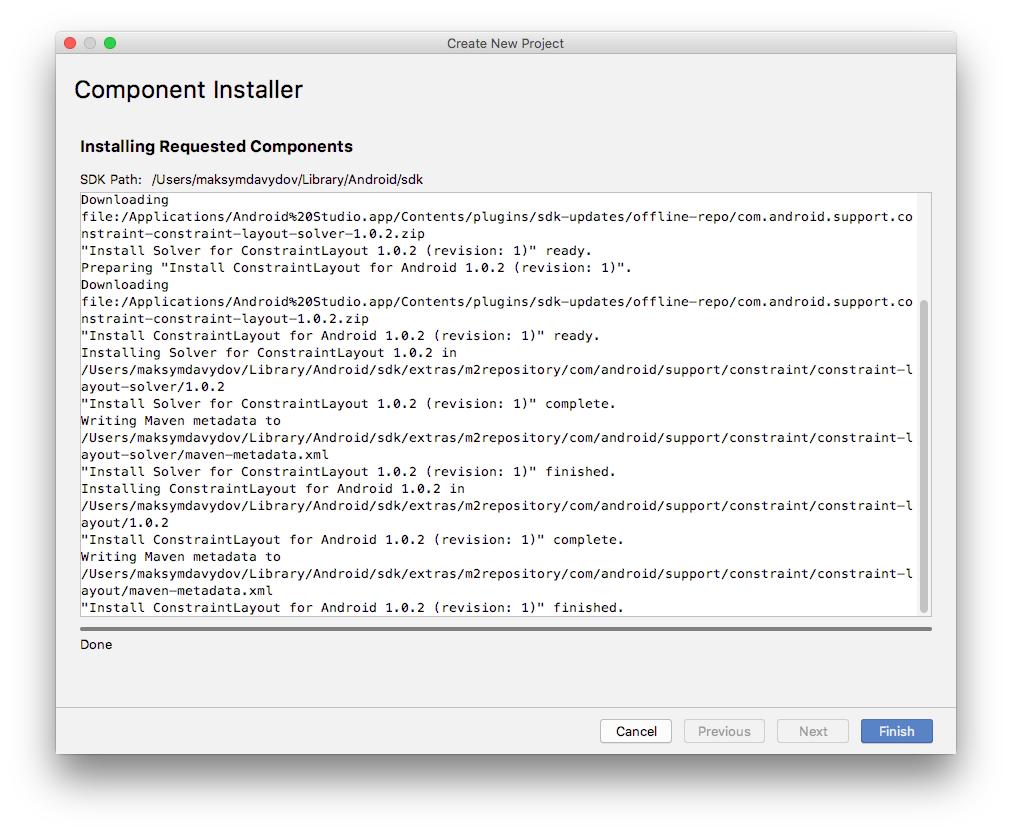 Create New Project
Component Installer
Installing Requested Components
SDK Path: /Users/maksymdavydov/Library/Android/sdk
Downloading
file:/Applications/Android%20Studio.app/Contents/plugins/sdk-updates/offline-repo/com.android.support.co
nstraint-constraint-layout-solver-1.0.2.zip
"Install Solver for ConstraintLayout 1.0.2 (revision: 1)" ready.
Preparing "Install ConstraintLayout for Android 1.0.2 (revision: 1)".
Downloading
file:/Applications/Android%20Studio.app/Contents/plugins/sdk-updates/offline-repo/com.android.support.co
nstraint-constraint-layout-1.0.2.zip
"Install ConstraintLayout for Android 1.0.2 (revision: 1)" ready.
Installing Solver for ConstraintLayout 1.0.2 in
/Users/maksymdavydov/Library/Android/sdk/extras/m2repository/com/android/support/constraint/constraint-l
ayout-solver/1.0.2
"Install Solver for ConstraintLayout 1.0.2 (revision: 1)" complete.
Writing Maven metadata to
/Users/maksymdavydov/Library/Android/sdk/extras/m2repository/com/android/support/constraint/constraint-l
ayout-solver/maven-metadata.xml
"Install Solver for ConstraintLayout 1.0.2 (revision: 1)" finished.
Installing ConstraintLayout for Android 1.0.2 in
/Users/maksymdavydov/Library/Android/sdk/extras/m2repository/com/android/support/constraint/constraint-l
ayout/1.0.2
"Install ConstraintLayout for Android 1.0.2 (revision: 1)" complete.
Writing Maven metadata to
/Users/maksymdavydov/Library/Android/sdk/extras/m2repository/com/android/support/constraint/constraint-l
ayout/maven-metadata.xml
"Install ConstraintLayout for Android 1.0.2 (revision: 1)" finished.
Done
Cancel Previous Next Finish